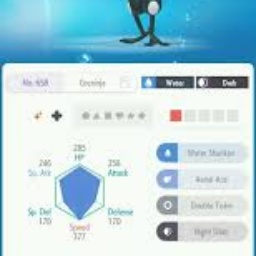 No. 658 Greninja Water Dark
285
HP
246
Sp. Atk
256
Attack
Sp. Def
170
Defense
170
Speed
377
Water Shuriken
Aerial Ace
Double Team
Night Slash